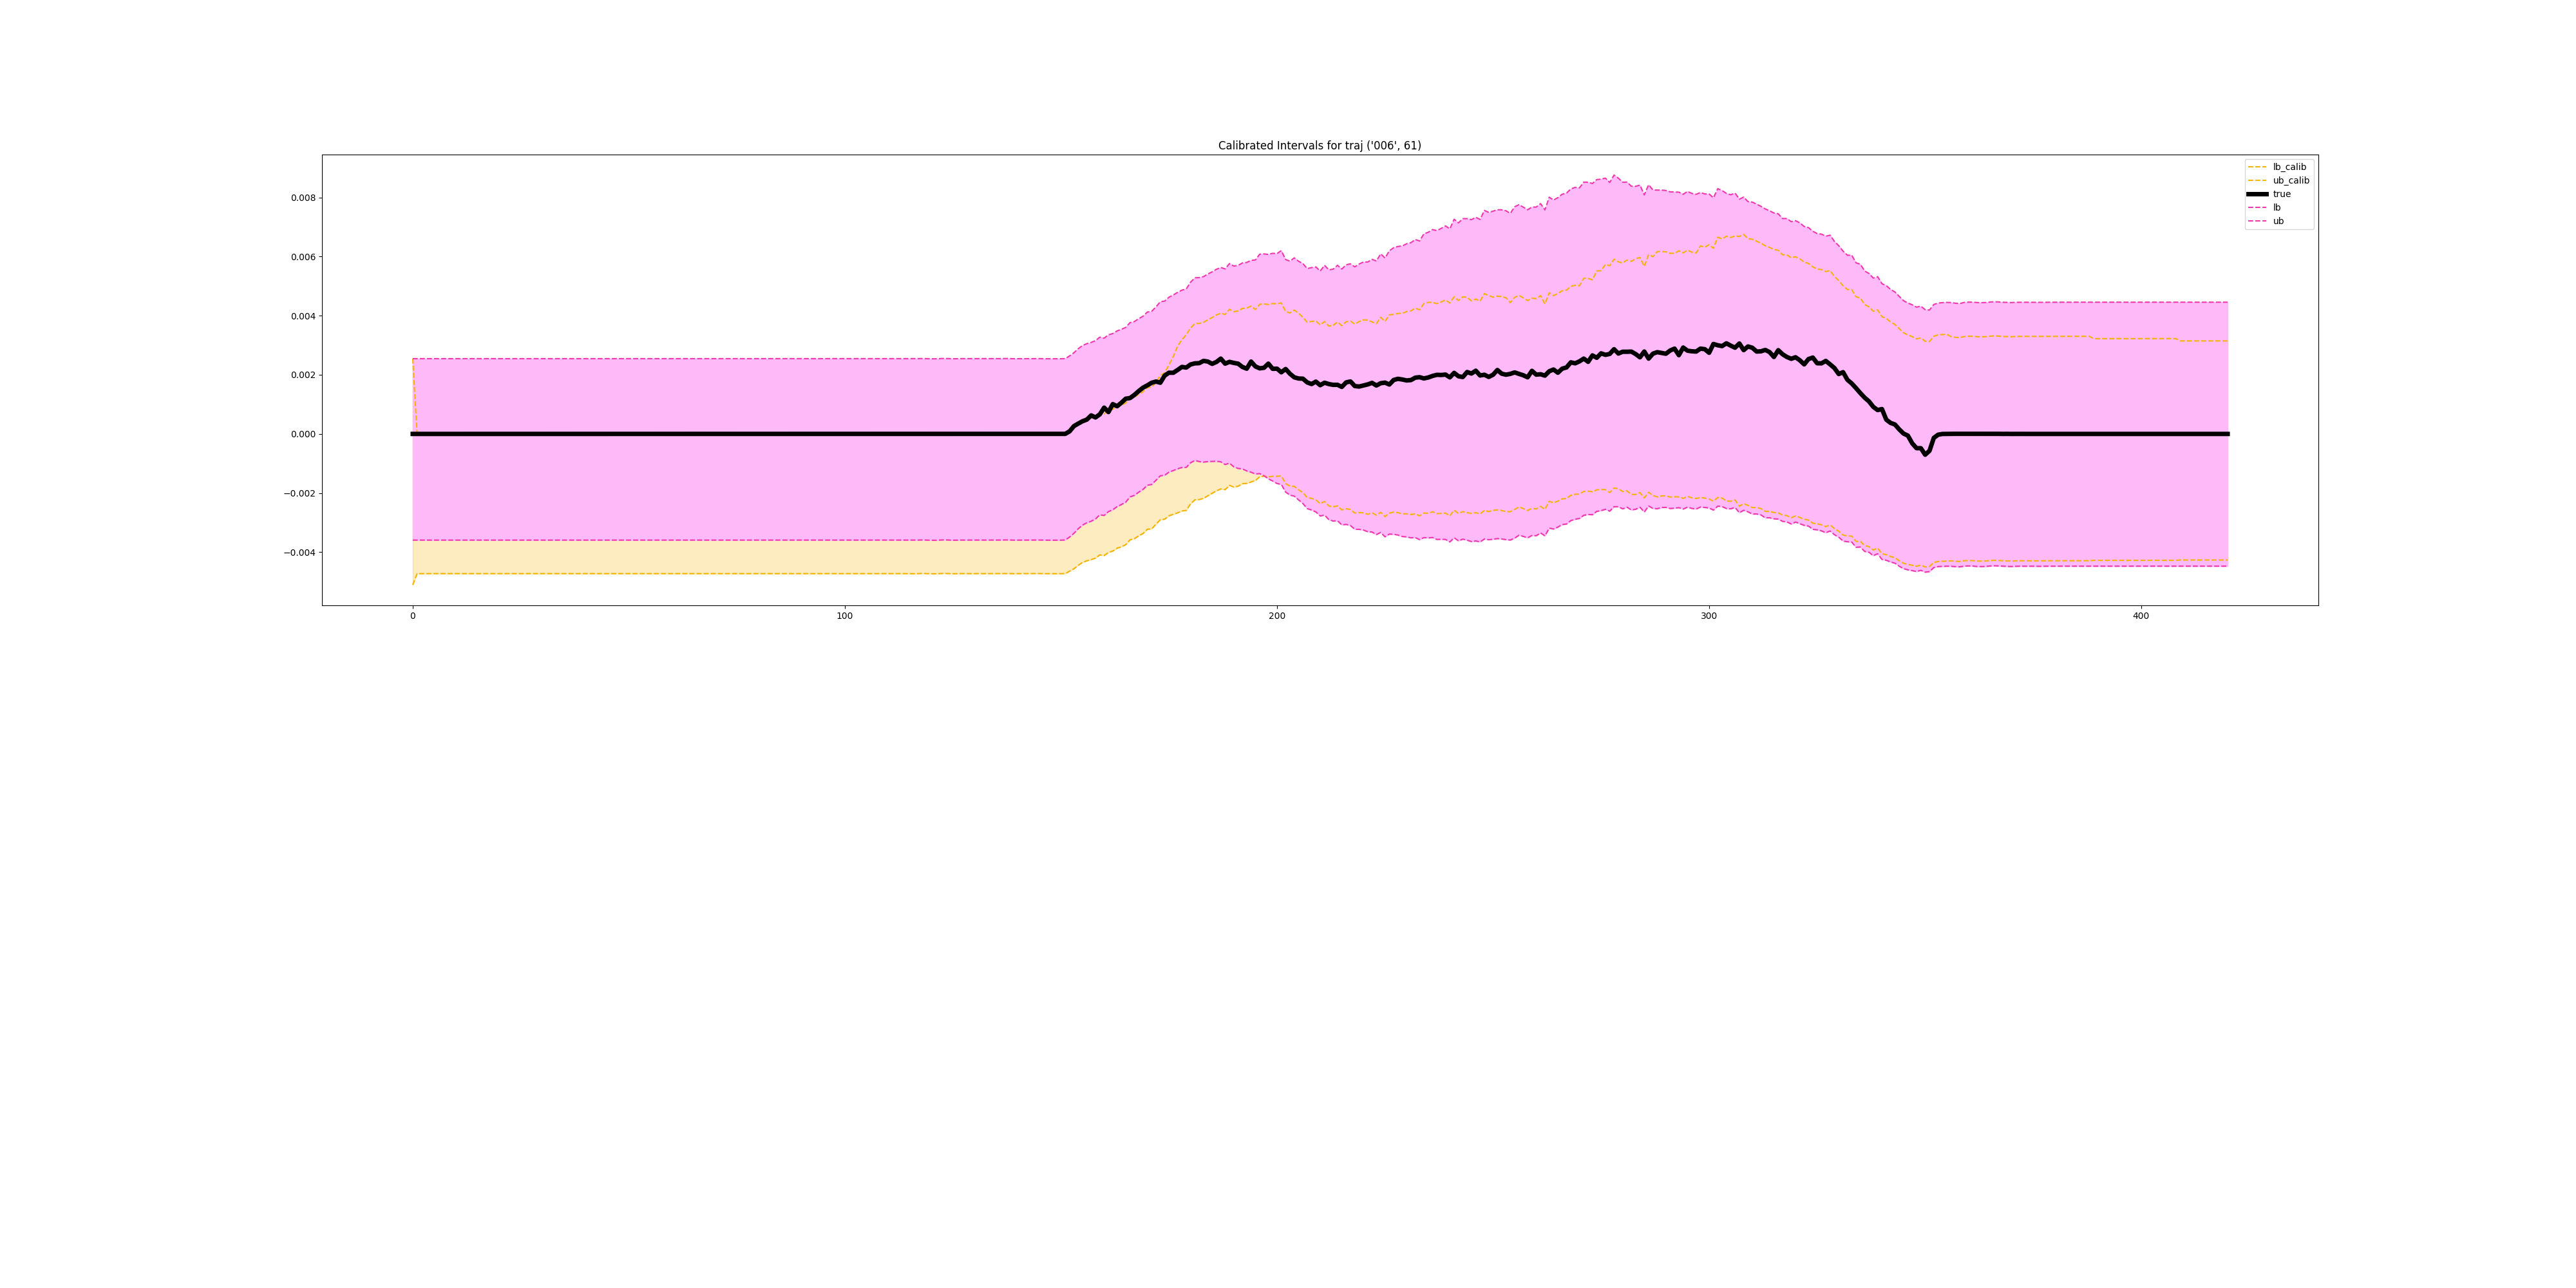 Calibrated Intervals for traj ('006', 61)
lb_calib
ub_calib
true
lb
ub
0.008
0.006
0.004
0.002
0.000
−0.002
−0.004
0 100 200 300 400